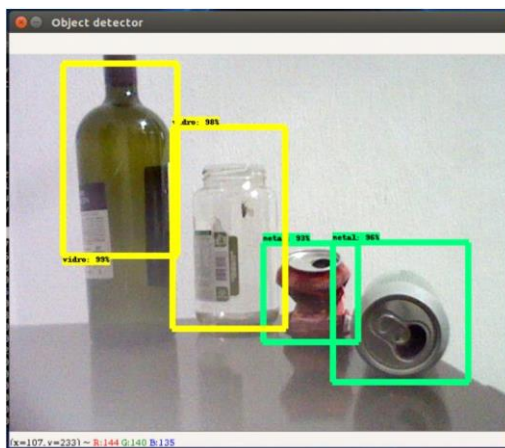 Object detector
vidro: 98%
metal: 93%
metal: 96%
vidro: 99%
(x=107, y=233) ~ R:144 G:140 B:135